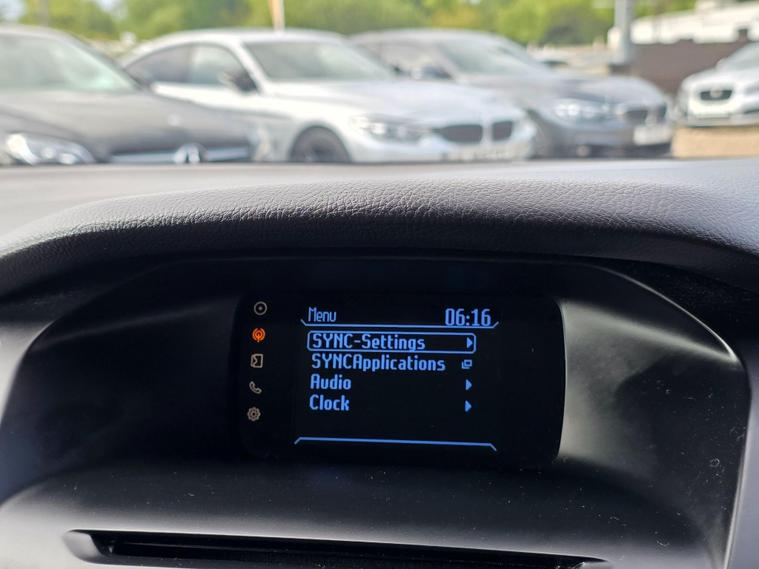 Menu 06:16
SYNC-Settings
SYNCApplications
Audio
Clock